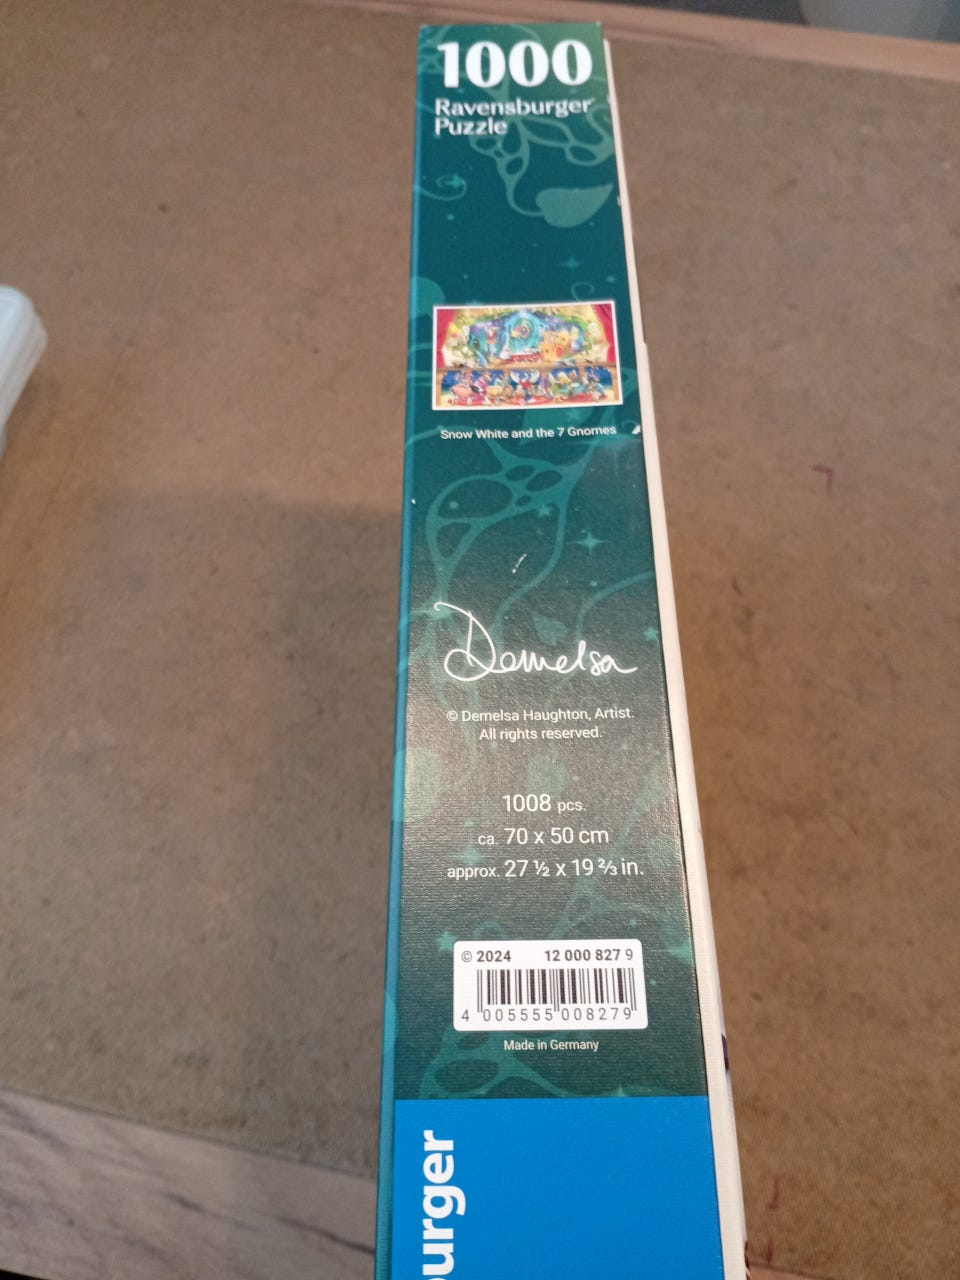 1000
Ravensburger
Puzzle
Snow White and the 7 Gnomes
Demelsa
© Demelsa Haughton, Artist.
All rights reserved.
1008 pcs.
ca. 70 x 50 cm
approx. 27 ½ x 19 ⅔ in.
© 2024 12 000 827 9
4 005555 008279
Made in Germany
urger